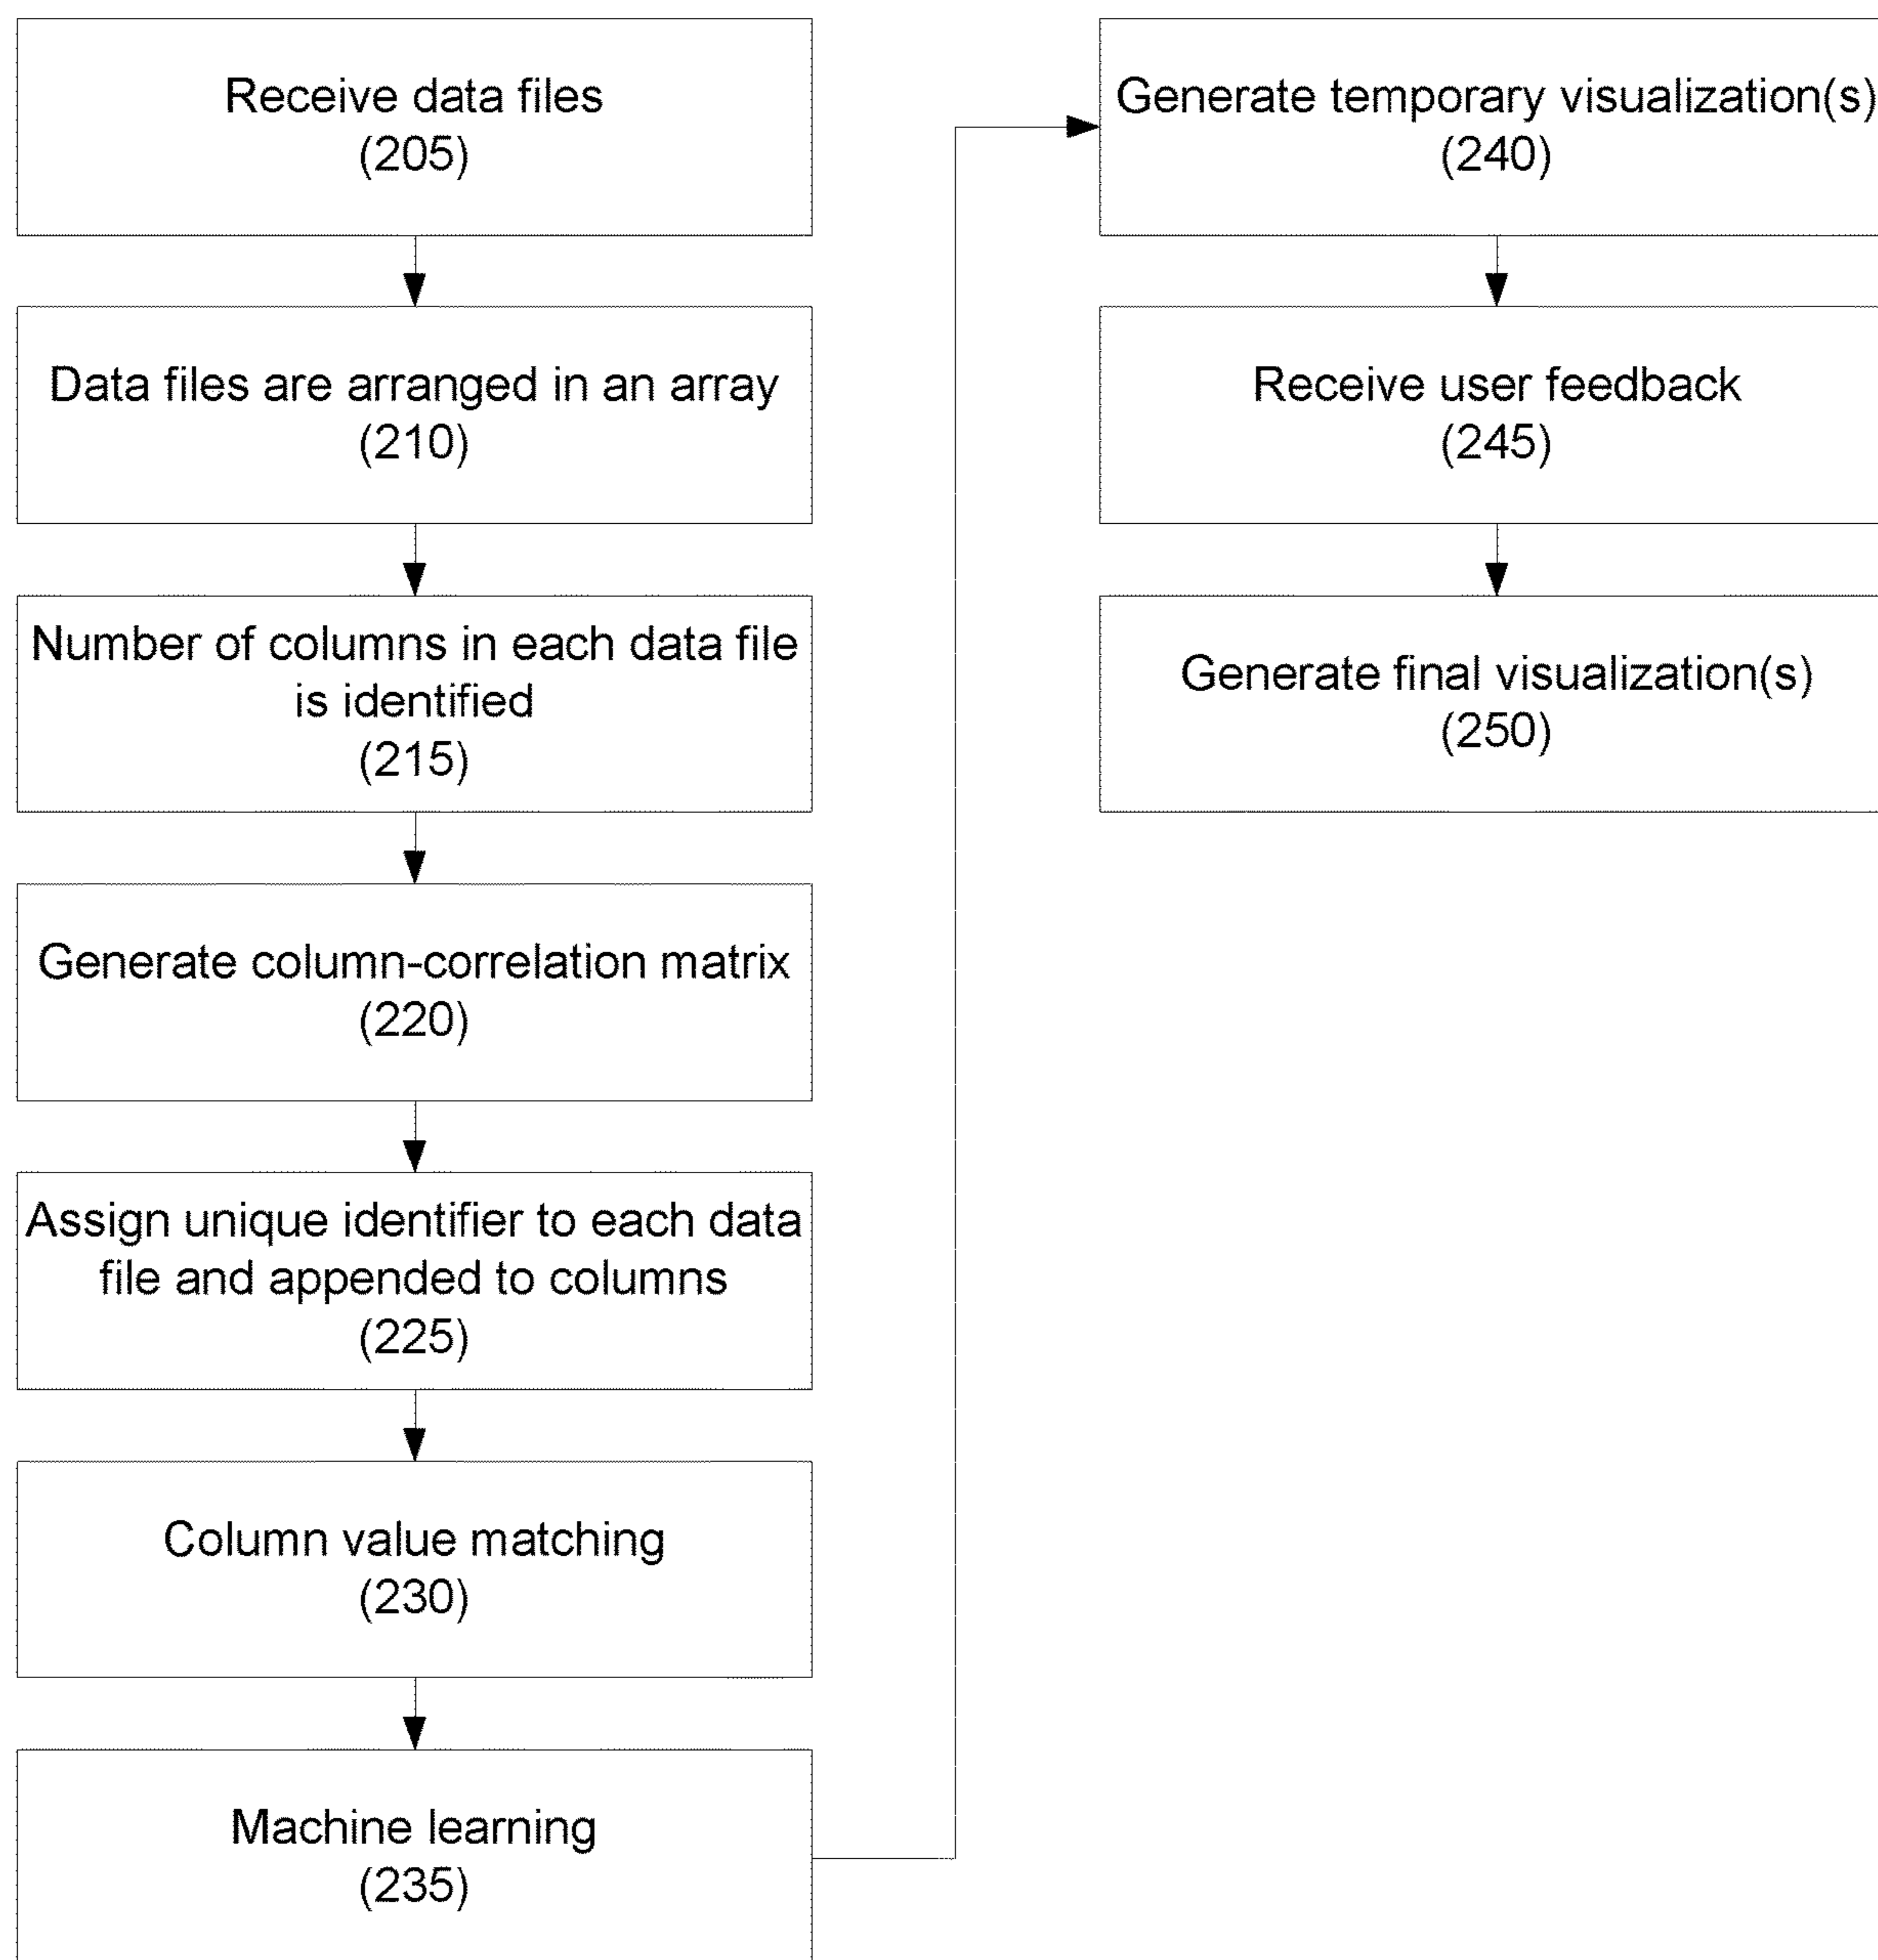 Receive data files
(205)
Data files are arranged in an array
(210)
Number of columns in each data file
is identified
(215)
Generate column-correlation matrix
(220)
Assign unique identifier to each data
file and appended to columns
(225)
Column value matching
(230)
Machine learning
(235)
Generate temporary visualization(s)
(240)
Receive user feedback
(245)
Generate final visualization(s)
(250)